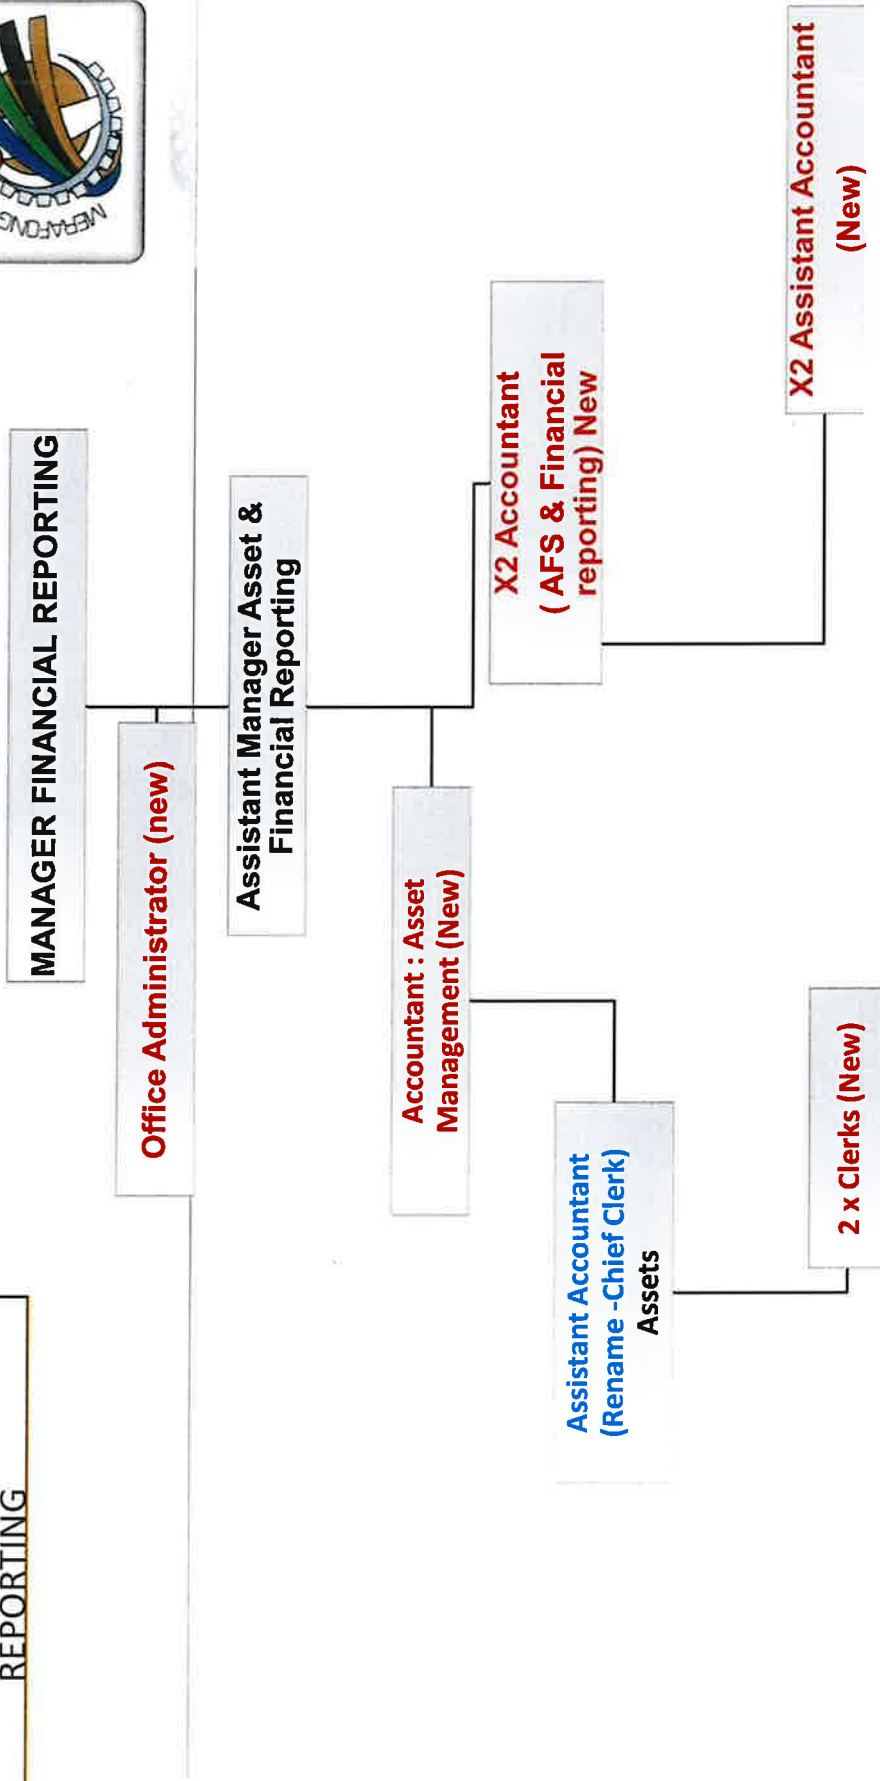 REPORTING
MERAFONG
MANAGER FINANCIAL REPORTING
Office Administrator (new)
Assistant Manager Asset &
Financial Reporting
Accountant : Asset
Management (New)
X2 Accountant
( AFS & Financial
reporting) New
Assistant Accountant
(Rename -Chief Clerk)
Assets
2 x Clerks (New)
X2 Assistant Accountant
(New)